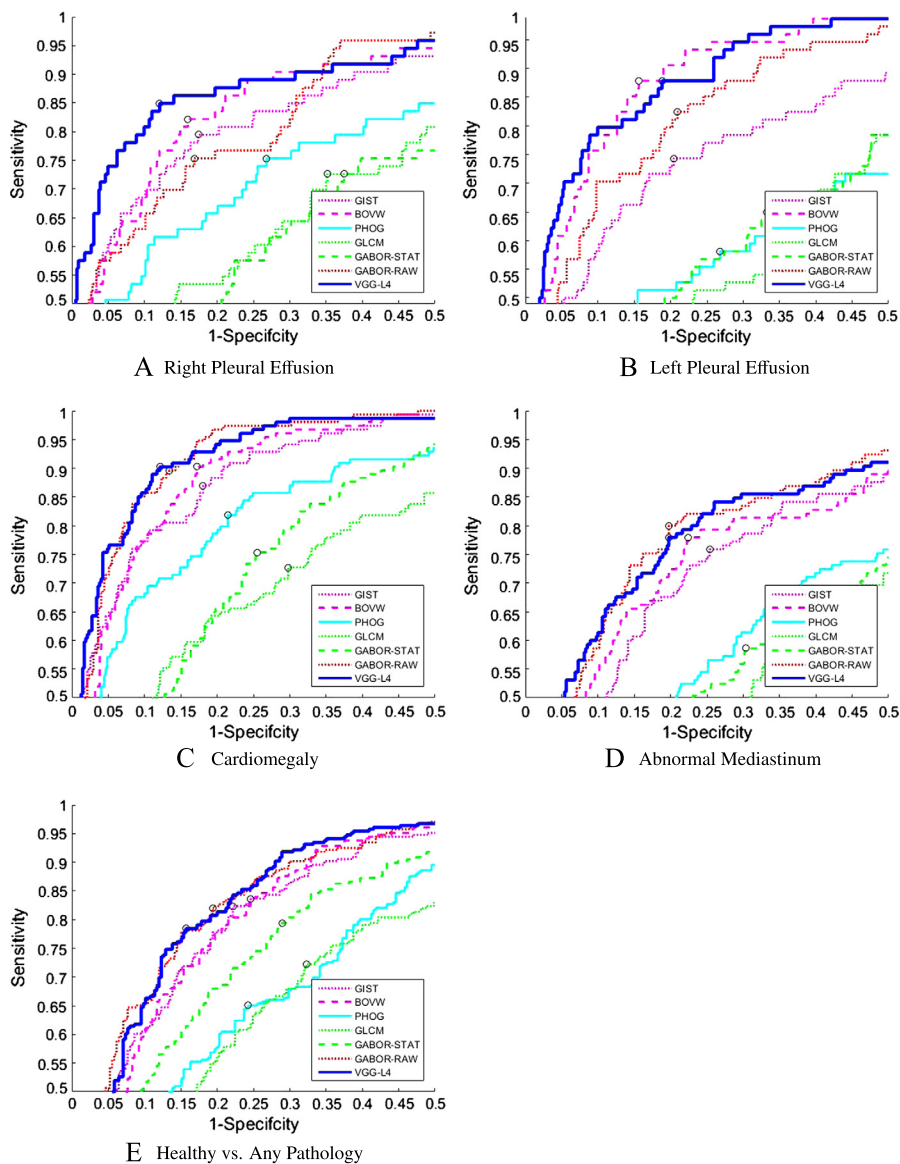 1
0.95
0.9
0.85
0.8
0.75
0.7
0.65
0.6
0.55
0.5
Sensitivity
0 0.05 0.1 0.15 0.2 0.25 0.3 0.35 0.4 0.45 0.5
1-Specifcity
GIST
BOVW
PHOG
GLCM
GABOR-STAT
GABOR-RAW
VGG-L4
A Right Pleural Effusion
1
0.95
0.9
0.85
0.8
0.75
0.7
0.65
0.6
0.55
0.5
Sensitivity
0 0.05 0.1 0.15 0.2 0.25 0.3 0.35 0.4 0.45 0.5
1-Specifcity
GIST
BOVW
PHOG
GLCM
GABOR-STAT
GABOR-RAW
VGG-L4
B Left Pleural Effusion
1
0.95
0.9
0.85
0.8
0.75
0.7
0.65
0.6
0.55
0.5
Sensitivity
0 0.05 0.1 0.15 0.2 0.25 0.3 0.35 0.4 0.45 0.5
1-Specifcity
GIST
BOVW
PHOG
GLCM
GABOR-STAT
GABOR-RAW
VGG-L4
C Cardiomegaly
1
0.95
0.9
0.85
0.8
0.75
0.7
0.65
0.6
0.55
0.5
Sensitivity
0 0.05 0.1 0.15 0.2 0.25 0.3 0.35 0.4 0.45 0.5
1-Specifcity
GIST
BOVW
PHOG
GLCM
GABOR-STAT
GABOR-RAW
VGG-L4
D Abnormal Mediastinum
1
0.95
0.9
0.85
0.8
0.75
0.7
0.65
0.6
0.55
0.5
Sensitivity
0 0.05 0.1 0.15 0.2 0.25 0.3 0.35 0.4 0.45 0.5
1-Specifcity
GIST
BOVW
PHOG
GLCM
GABOR-STAT
GABOR-RAW
VGG-L4
E Healthy vs. Any Pathology